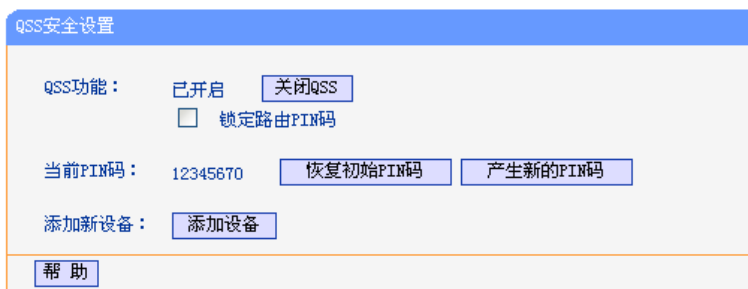 QSS安全设置
QSS功能： 已开启 关闭QSS
锁定路由PIN码
当前PIN码： 12345670 恢复初始PIN码 产生新的PIN码
添加新设备： 添加设备
帮 助